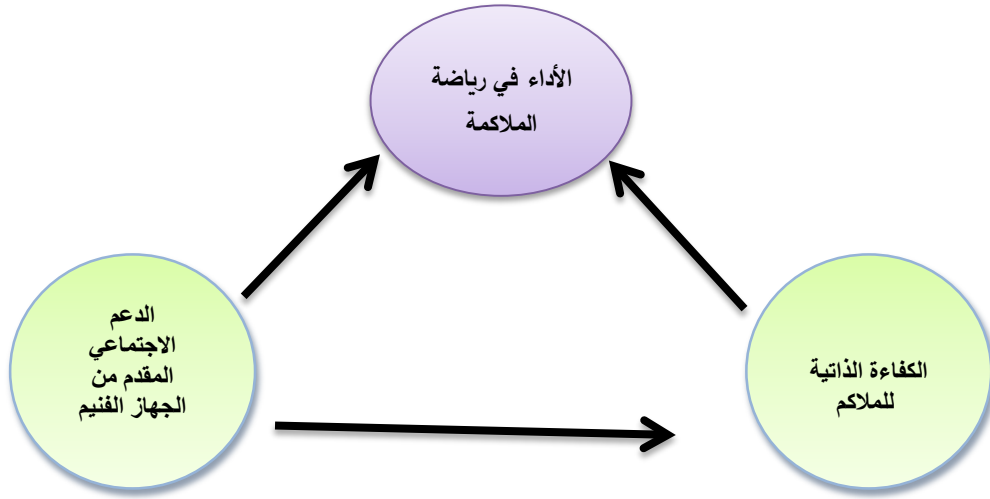 الأداء في رياضة
الملاكمة
الدعم
الاجتماعي
المقدم من
الجهاز الفنيم
الكفاءة الذاتية
للملاكم